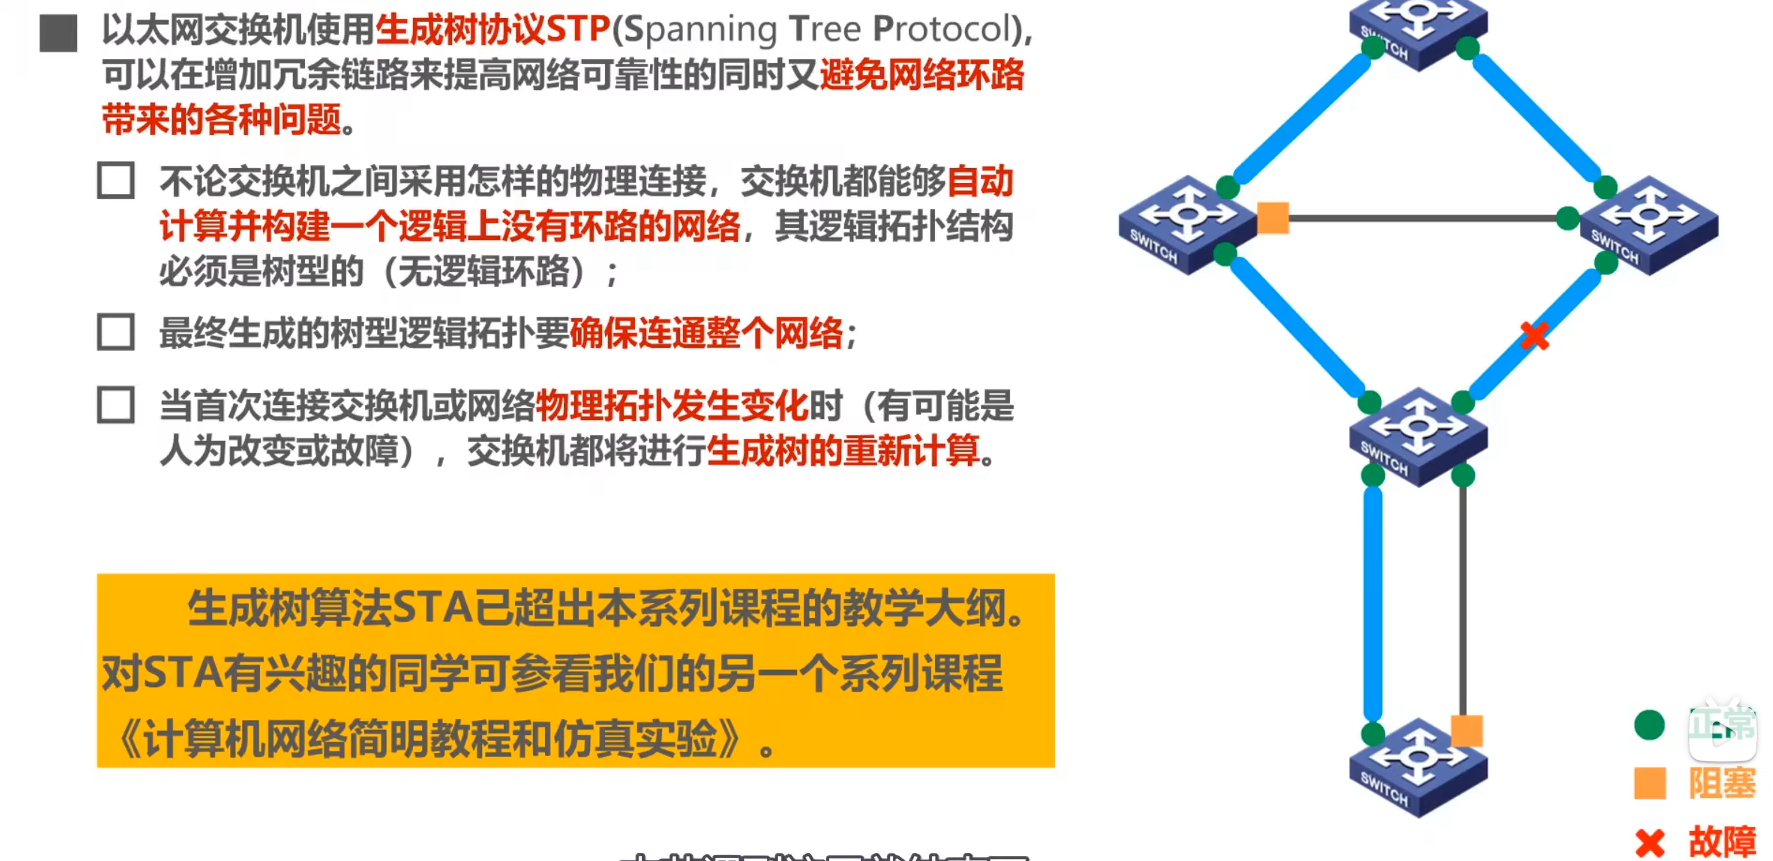 以太网交换机使用生成树协议STP(Spanning Tree Protocol),
可以在增加冗余链路来提高网络可靠性的同时又避免网络环路
带来的各种问题。
不论交换机之间采用怎样的物理连接，交换机都能够自动
计算并构建一个逻辑上没有环路的网络，其逻辑拓扑结构
必须是树型的（无逻辑环路）；
最终生成的树型逻辑拓扑要确保连通整个网络；
当首次连接交换机或网络物理拓扑发生变化时（有可能是
人为改变或故障），交换机都将进行生成树的重新计算。
生成树算法STA已超出本系列课程的教学大纲。
对STA有兴趣的同学可参看我们的另一个系列课程
《计算机网络简明教程和仿真实验》。
SWITCH
SWITCH
SWITCH
SWITCH
SWITCH
正常
阻塞
故障